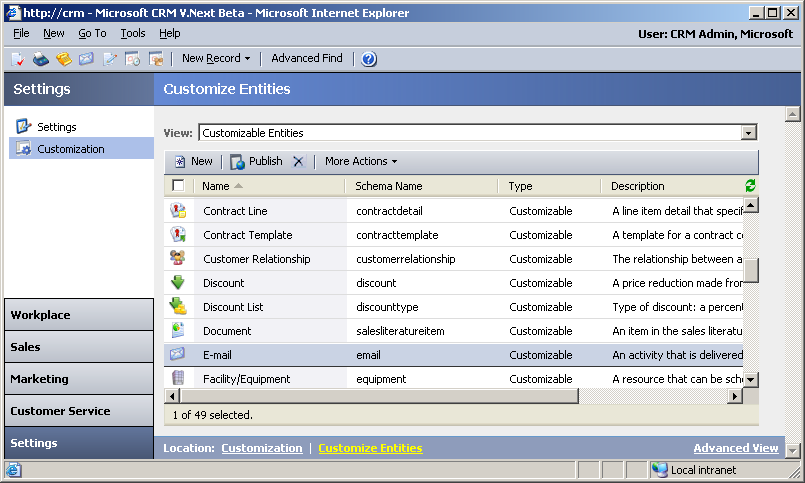 http://crm - Microsoft CRM V.Next Beta - Microsoft Internet Explorer
File New Go To Tools Help User: CRM Admin, Microsoft
New Record Advanced Find
Settings
Customize Entities
Settings
Customization
View: Customizable Entities
New Publish More Actions
Name Schema Name Type Description
Contract Line contractdetail Customizable A line item detail that specif
Contract Template contracttemplate Customizable A template for a contract co
Customer Relationship customerrelationship Customizable The relationship between a
Discount discount Customizable A price reduction made from
Discount List discounttype Customizable Type of discount: a percent
Document salesliteratureitem Customizable An item in the sales literatu
E-mail email Customizable An activity that is delivered
Facility/Equipment equipment Customizable A resource that can be sche
1 of 49 selected.
Workplace
Sales
Marketing
Customer Service
Settings
Location: Customization | Customize Entities Advanced View
Local intranet